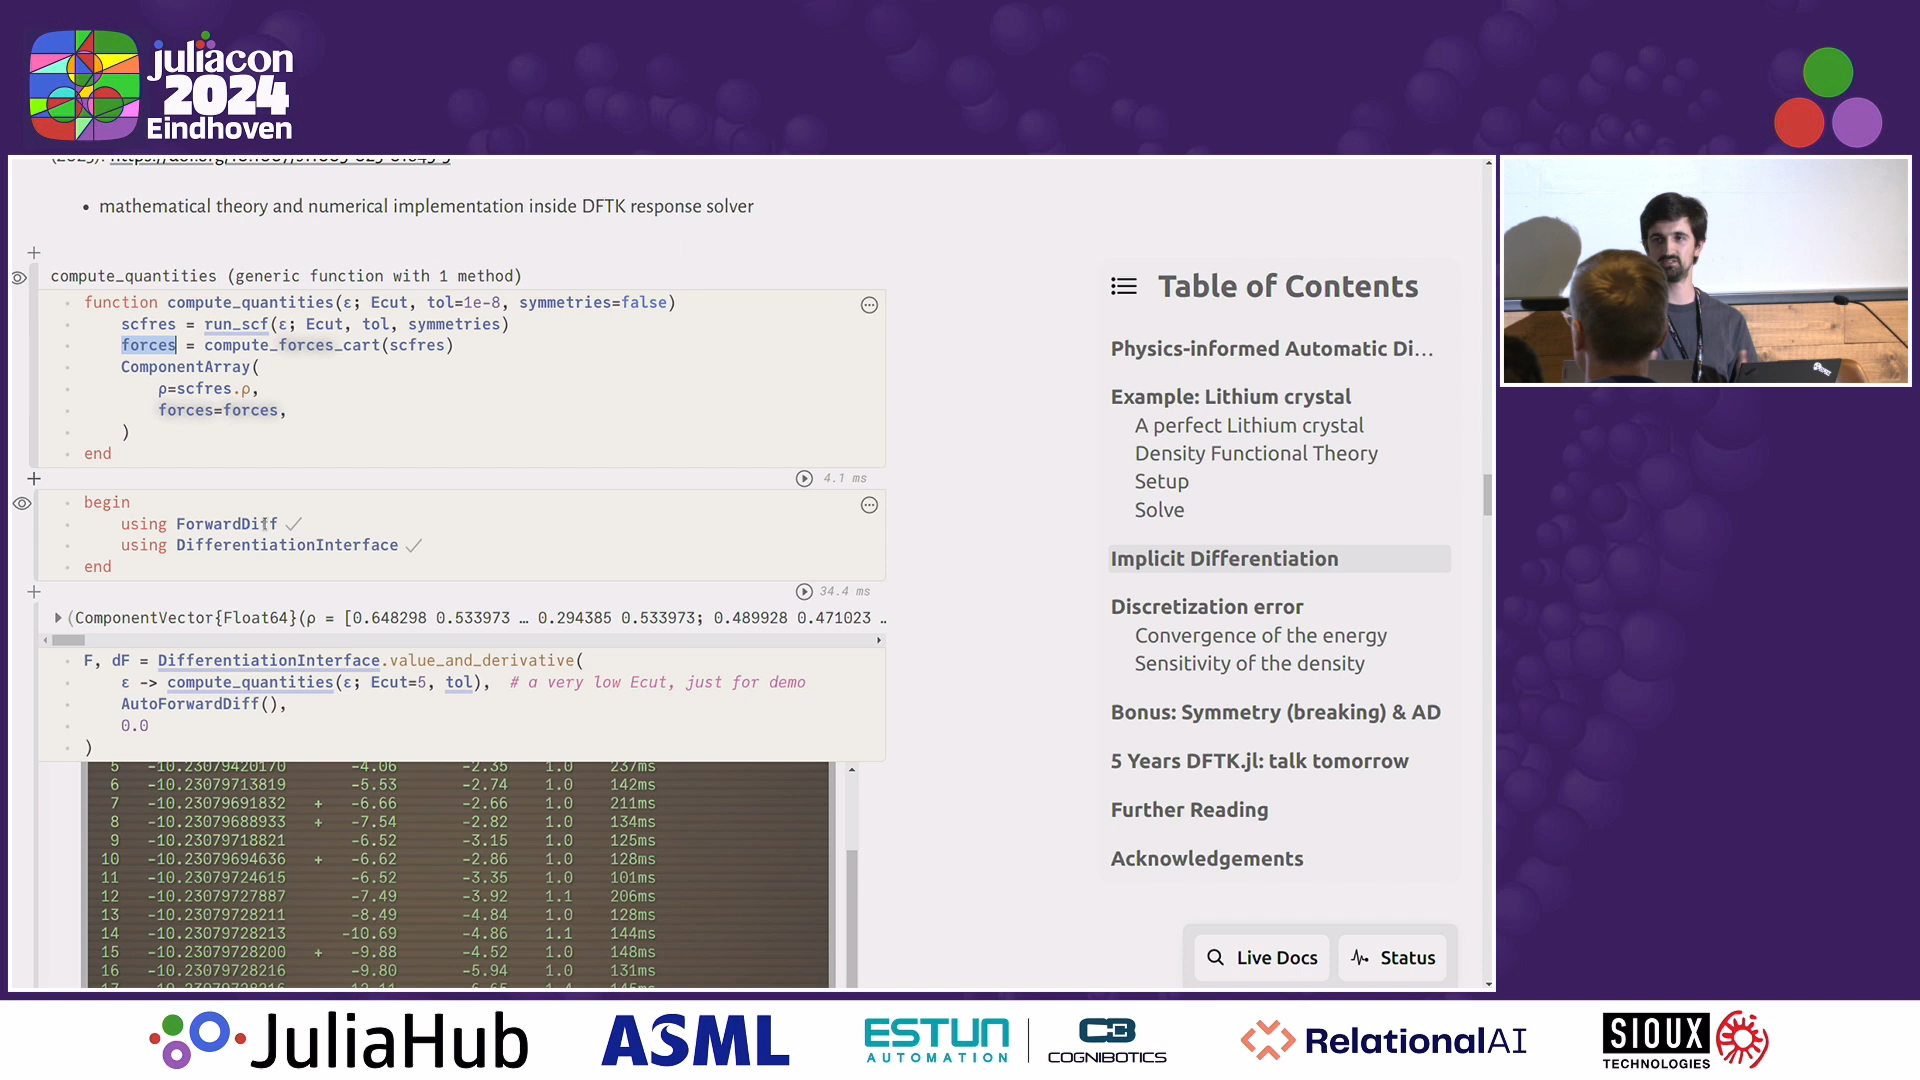 juliacon
2024
Eindhoven
• mathematical theory and numerical implementation inside DFTK response solver
compute_quantities (generic function with 1 method)
function compute_quantities(ε; Ecut, tol=1e-8, symmetries=false)
scfres = run_scf(ε; Ecut, tol, symmetries)
forces = compute_forces_cart(scfres)
ComponentArray(
ρ=scfres.ρ,
forces=forces,
)
end
4.1 ms
begin
using ForwardDiff ✓
using DifferentiationInterface ✓
end
34.4 ms
(ComponentVector{Float64}(ρ = [0.648298 0.533973 … 0.294385 0.533973; 0.489928 0.471023 …
F, dF = DifferentiationInterface.value_and_derivative(
ε -> compute_quantities(ε; Ecut=5, tol), # a very low Ecut, just for demo
AutoForwardDiff(),
0.0
)
5 -10.23079420170 -4.06 -2.35 1.0 237ms
6 -10.23079713819 -5.53 -2.74 1.0 142ms
7 -10.23079691832 + -6.66 -2.66 1.0 211ms
8 -10.23079688933 + -7.54 -2.82 1.0 134ms
9 -10.23079718821 -6.52 -3.15 1.0 125ms
10 -10.23079694636 + -6.62 -2.86 1.0 128ms
11 -10.23079724615 -6.52 -3.35 1.0 101ms
12 -10.23079727887 -7.49 -3.92 1.1 206ms
13 -10.23079728211 -8.49 -4.84 1.0 128ms
14 -10.23079728213 -10.69 -4.86 1.1 144ms
15 -10.23079728200 + -9.88 -4.52 1.0 148ms
16 -10.23079728216 -9.80 -5.94 1.0 131ms
Table of Contents
Physics-informed Automatic Di…
Example: Lithium crystal
A perfect Lithium crystal
Density Functional Theory
Setup
Solve
Implicit Differentiation
Discretization error
Convergence of the energy
Sensitivity of the density
Bonus: Symmetry (breaking) & AD
5 Years DFTK.jl: talk tomorrow
Further Reading
Acknowledgements
Live Docs
Status
JuliaHub
ASML
ESTUN
AUTOMATION
COGNIBOTICS
RelationalAI
SIOUX
TECHNOLOGIES